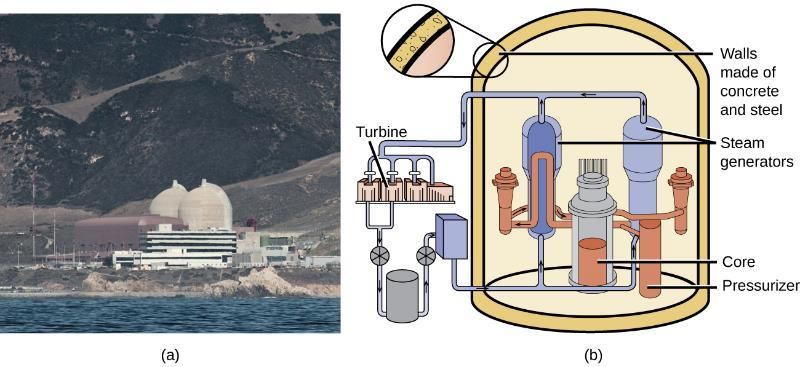 Walls
made of
concrete
and steel
Turbine
Steam
generators
Core
Pressurizer
(a)
(b)